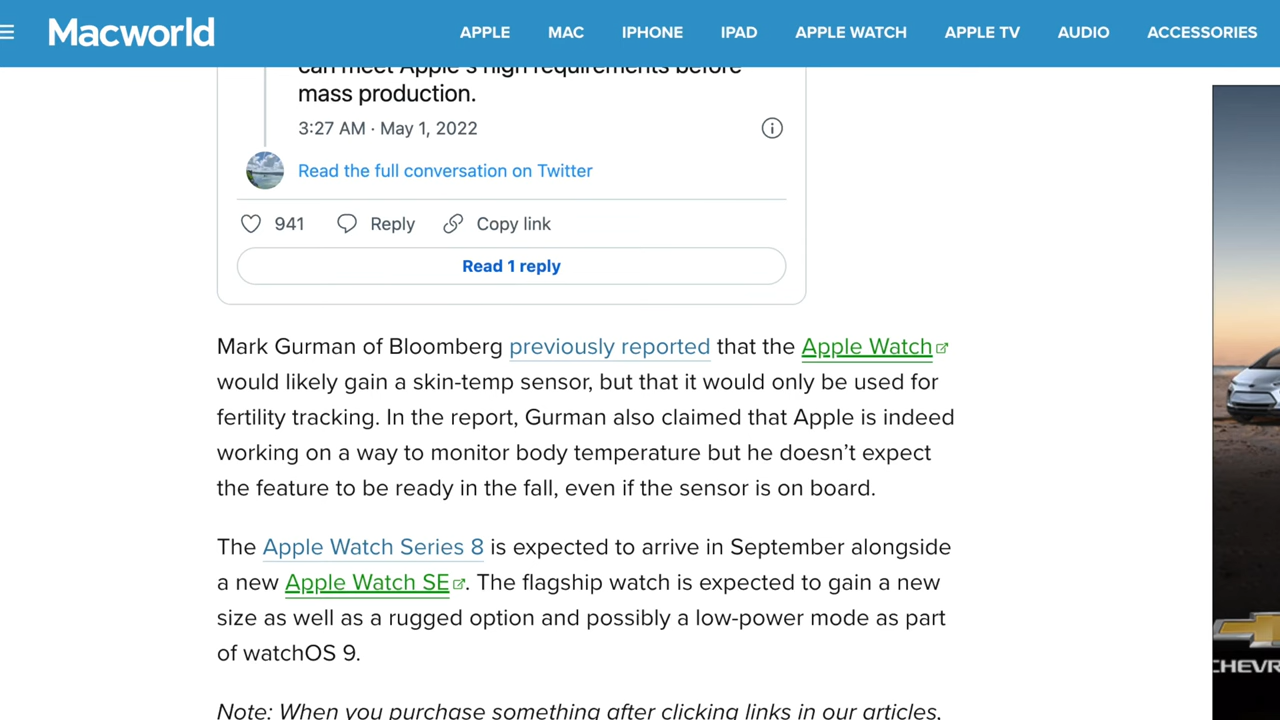 Macworld
APPLE MAC IPHONE IPAD APPLE WATCH APPLE TV AUDIO ACCESSORIES
can meet Apple's high requirements before
mass production.
3:27 AM · May 1, 2022
Read the full conversation on Twitter
941 Reply Copy link
Read 1 reply
Mark Gurman of Bloomberg previously reported that the Apple Watch
would likely gain a skin-temp sensor, but that it would only be used for
fertility tracking. In the report, Gurman also claimed that Apple is indeed
working on a way to monitor body temperature but he doesn't expect
the feature to be ready in the fall, even if the sensor is on board.
The Apple Watch Series 8 is expected to arrive in September alongside
a new Apple Watch SE. The flagship watch is expected to gain a new
size as well as a rugged option and possibly a low-power mode as part
of watchOS 9.
Note: When you purchase something after clicking links in our articles,
CHEVR